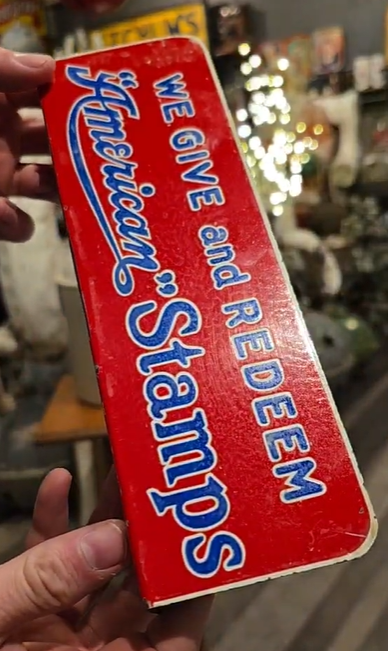 WE GIVE and REDEEM
"American" Stamps